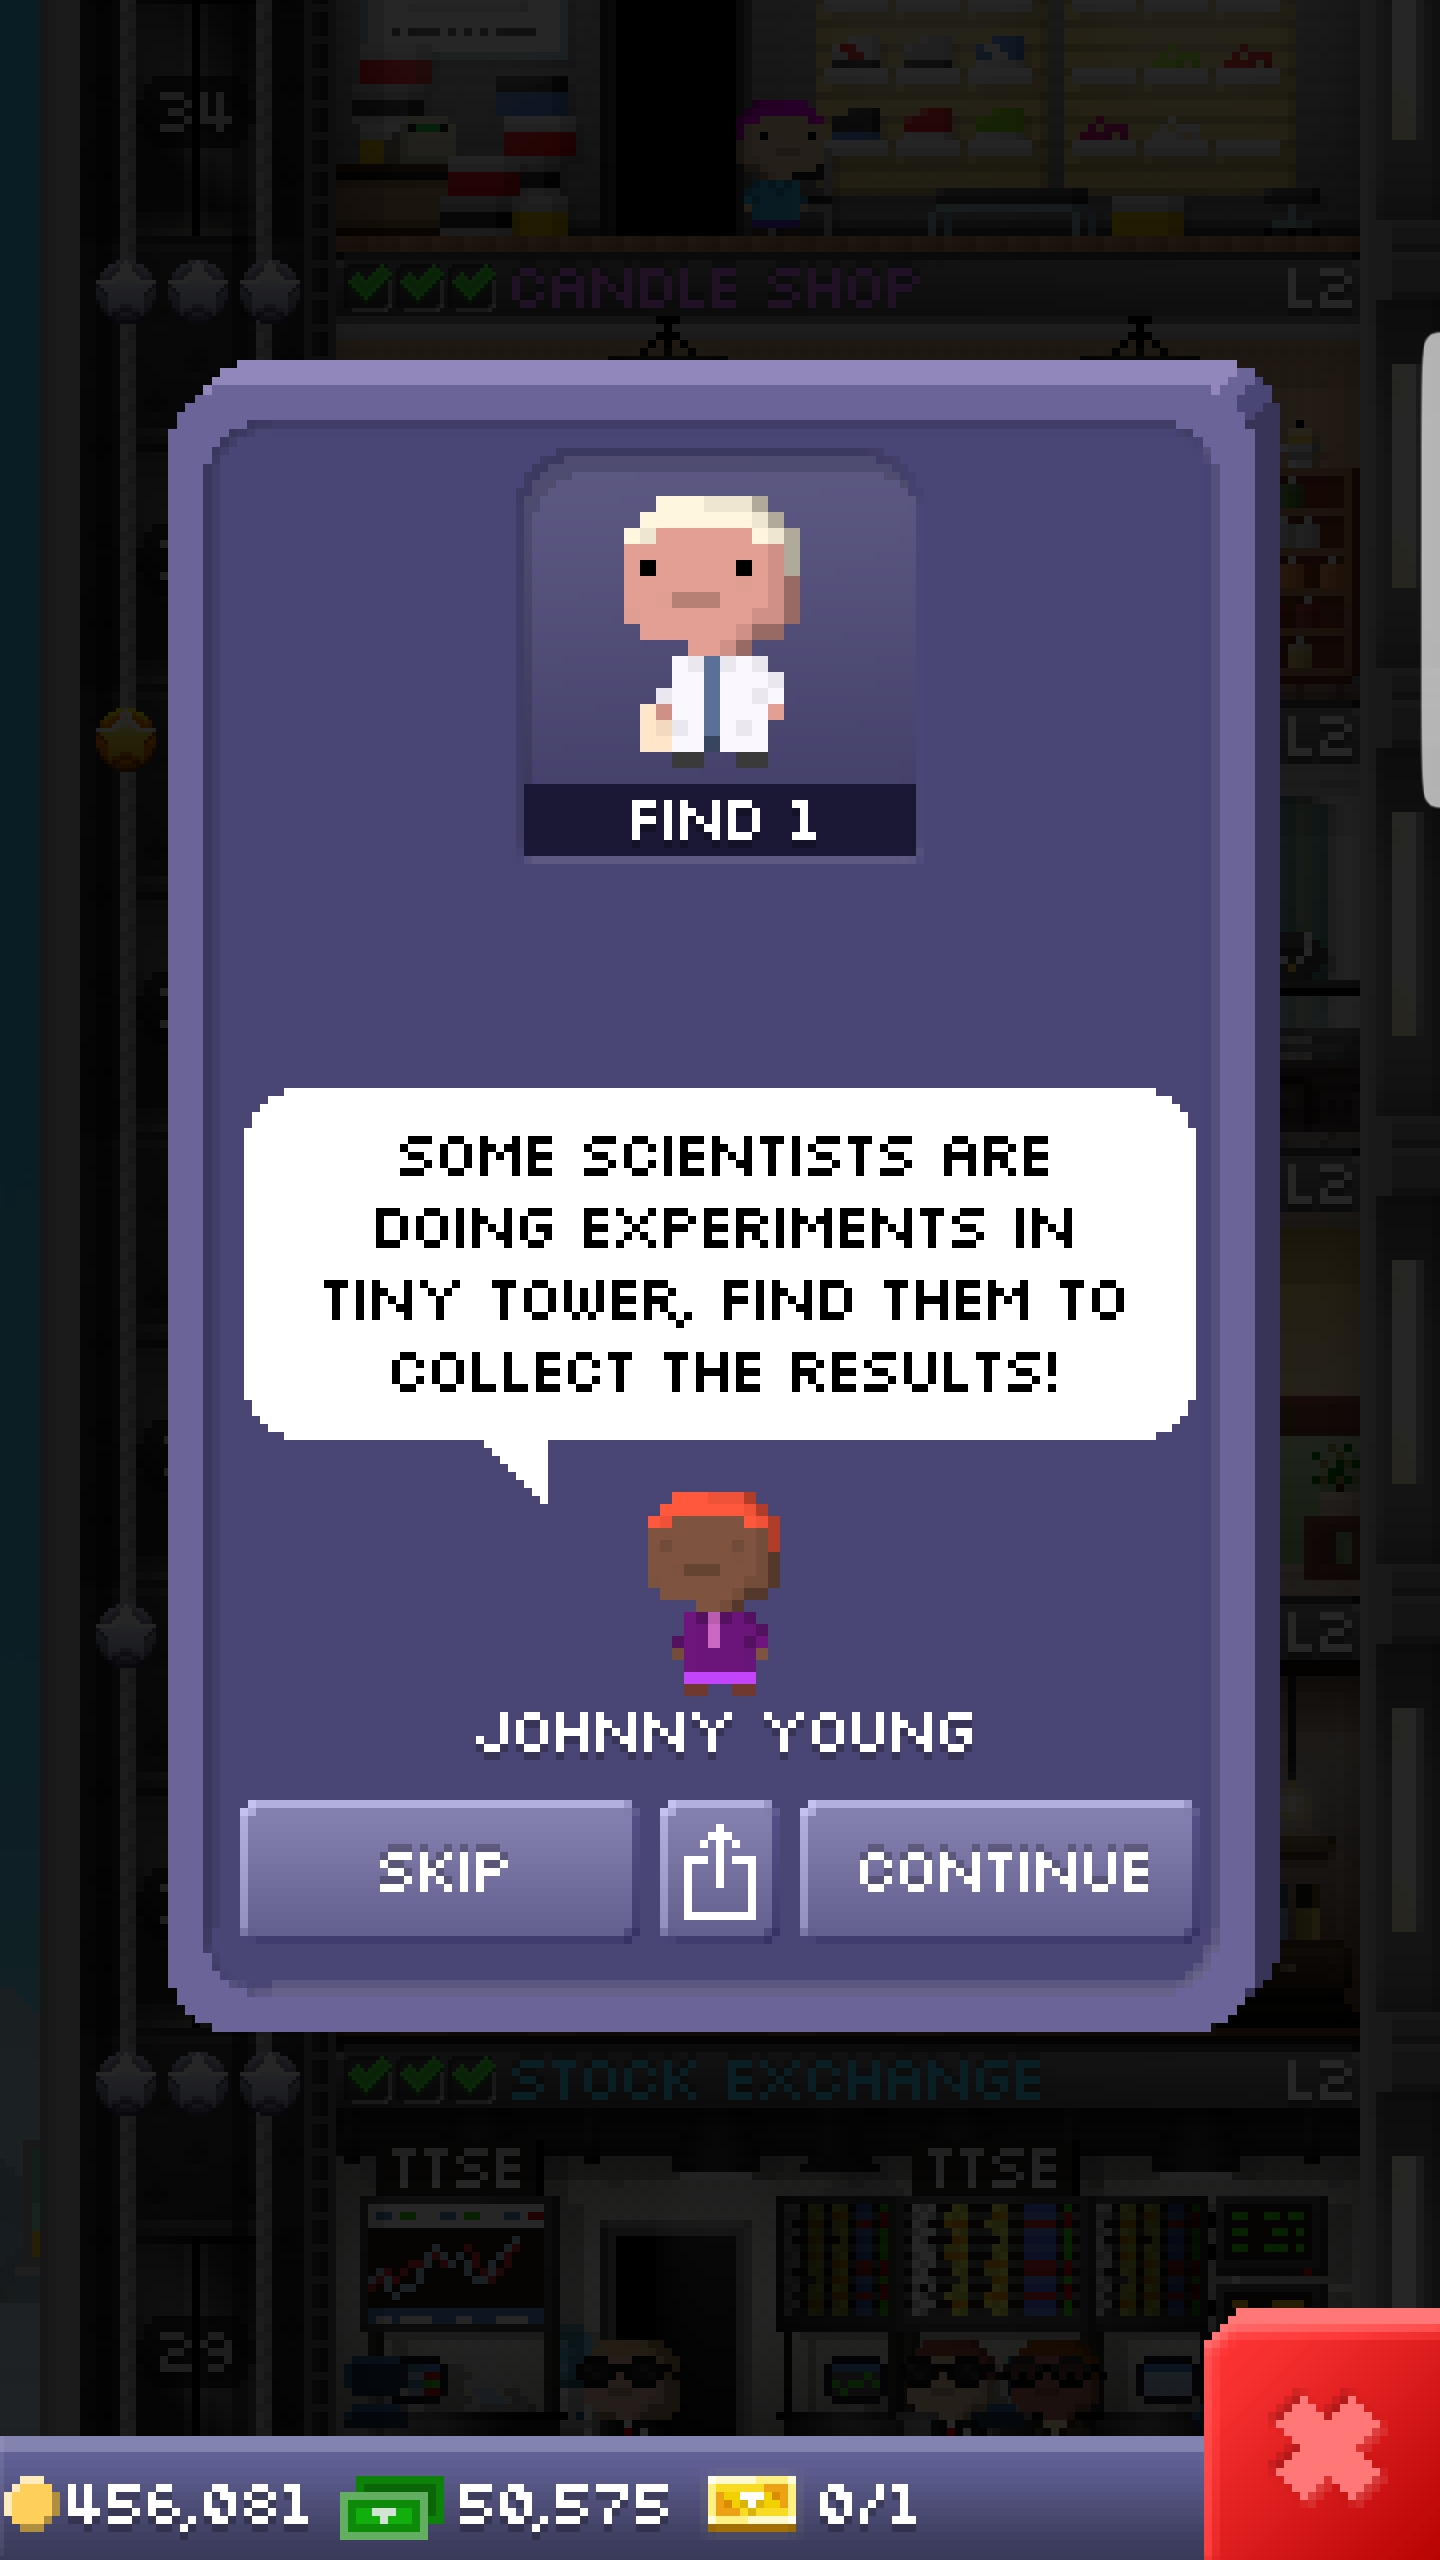 34
CANDLE SHOP L2
FIND 1
L2
SOME SCIENTISTS ARE
DOING EXPERIMENTS IN
TINY TOWER, FIND THEM TO
COLLECT THE RESULTS!
L2
L2
JOHNNY YOUNG
SKIP
CONTINUE
STOCK EXCHANGE L2
TTSE TTSE
29
456,081 50,575 0/1